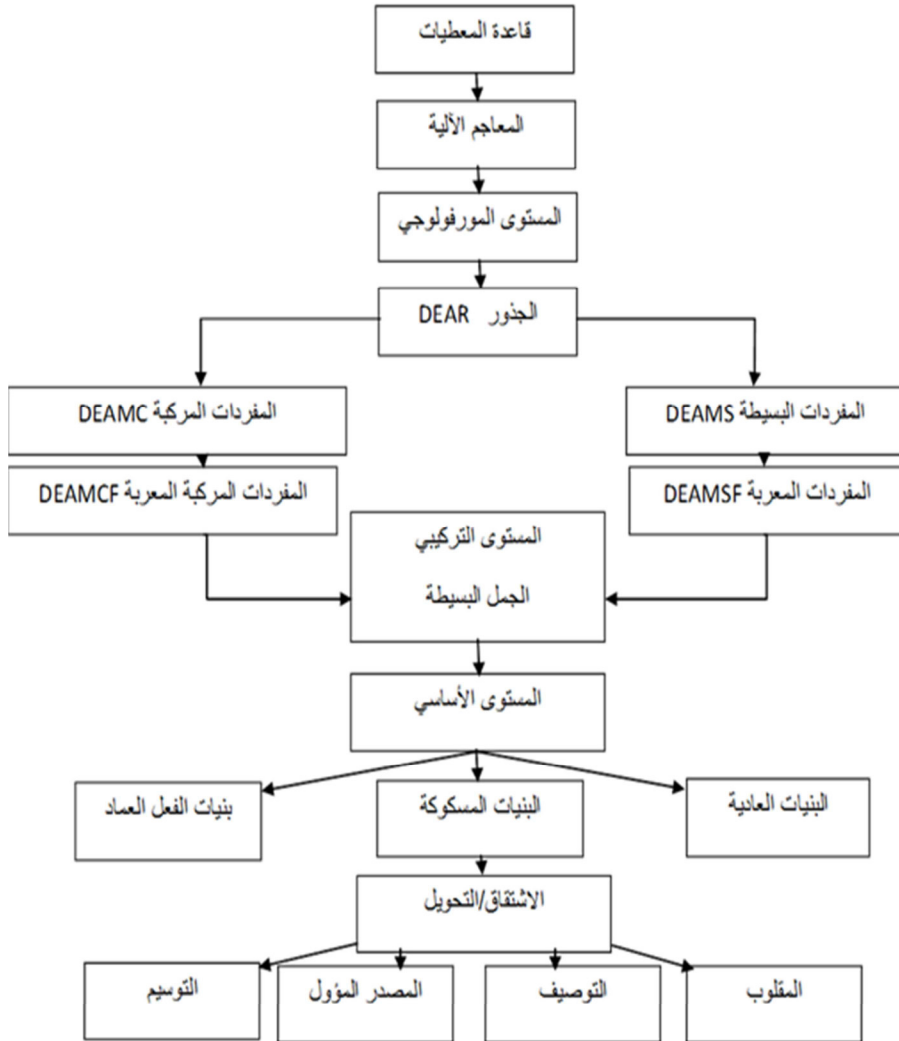 قاعدة المعطيات
المعاجم الألية
المستوى المورفولوجي
الجذور DEAR
المفردات البسيطة DEAMS
المفردات المركبة DEAMC
المفردات المعربة DEAMSF
المفردات المركبة المعربة DEAMCF
المستوى التركيبي
الجمل البسيطة
المستوى الأساسي
البنيات العادية
البنيات المسكوكة
بنيات الفعل العماد
الاشتقاق/التحويل
المقلوب
التوصيف
المصدر المؤول
التوسيم